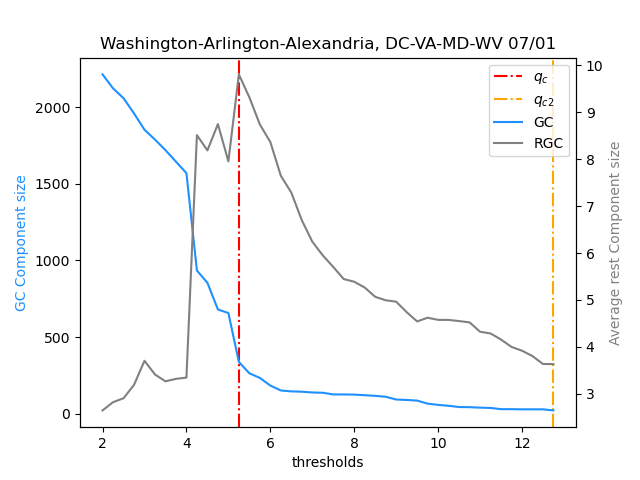 Washington-Arlington-Alexandria, DC-VA-MD-WV 07/01
q_c
q_c2
GC
RGC
GC Component size
2000
1500
1000
500
0
10
9
8
7
6
5
4
3
Average rest Component size
2 4 6 8 10 12
thresholds